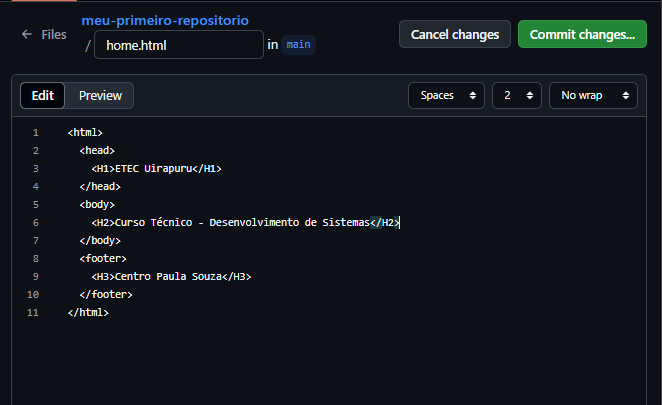 meu-primeiro-repositorio
← Files / home.html in main Cancel changes Commit changes...
Edit Preview Spaces 2 No wrap
1 <html>
2 <head>
3 <H1>ETEC Uirapuru</H1>
4 </head>
5 <body>
6 <H2>Curso Técnico - Desenvolvimento de Sistemas</H2>
7 </body>
8 <footer>
9 <H3>Centro Paula Souza</H3>
10 </footer>
11 </html>